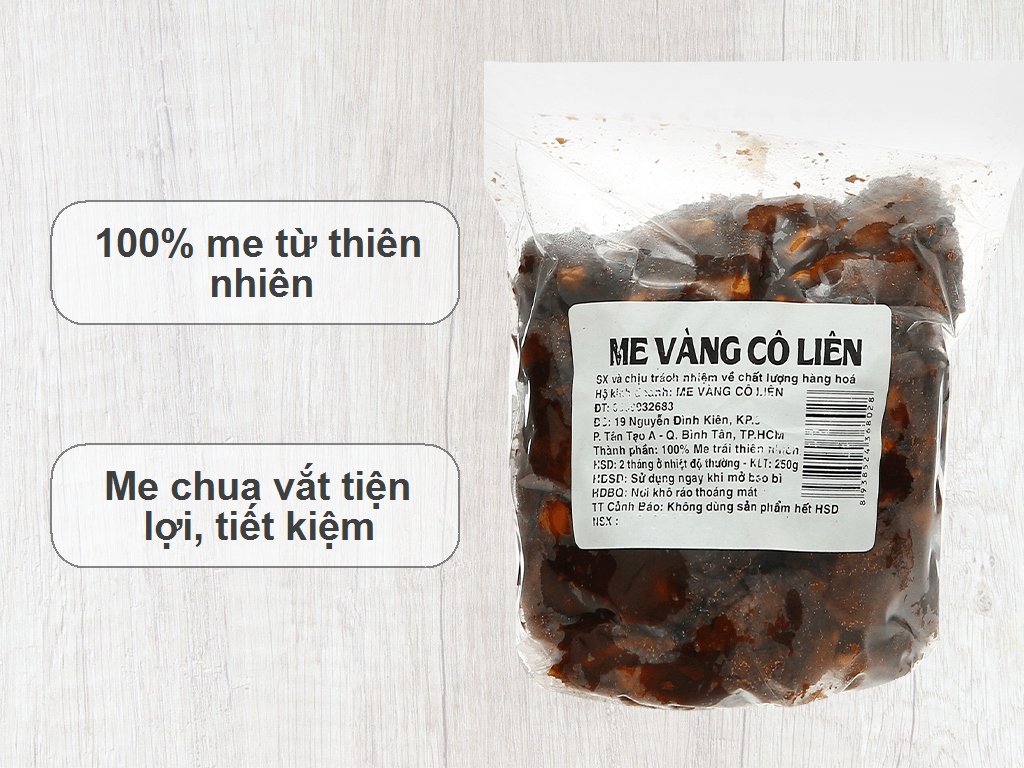 100% me từ thiên
nhiên
Me chua vắt tiện
lợi, tiết kiệm
ME VÀNG CÔ LIÊN
SX và chịu trách nhiệm về chất lượng hàng hoá
Hộ kinh doanh: ME VÀNG CÔ LIÊN
ĐT:
ĐC: 19 Nguyễn Đình Kiên, KP.
P. Tân Tạo A - Q. Bình Tân, TP.HCM
Thành phần: 100% Me trái thiên nhiên
HSD: 2 tháng ở nhiệt độ thường - KLT: 250g
HDSD: Sử dụng ngay khi mở bao bì
HDBQ: Nơi khô ráo thoáng mát
TT Cảnh Báo: Không dùng sản phẩm hết HSD
NSX :
8938524368028